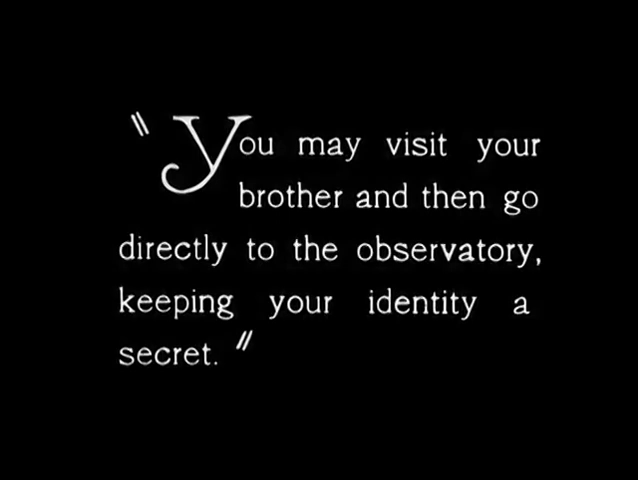 "You may visit your
brother and then go
directly to the observatory,
keeping your identity a
secret."